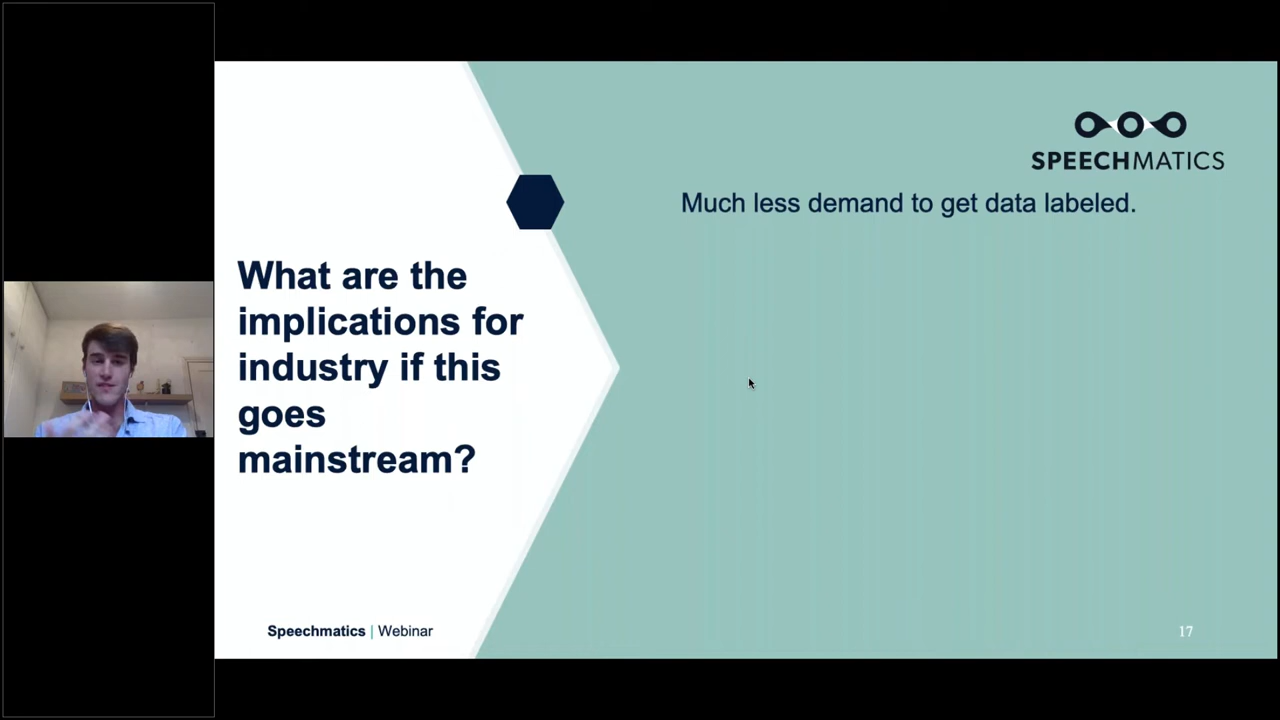 SPEECHMATICS
Much less demand to get data labeled.
What are the
implications for
industry if this
goes
mainstream?
Speechmatics | Webinar
17